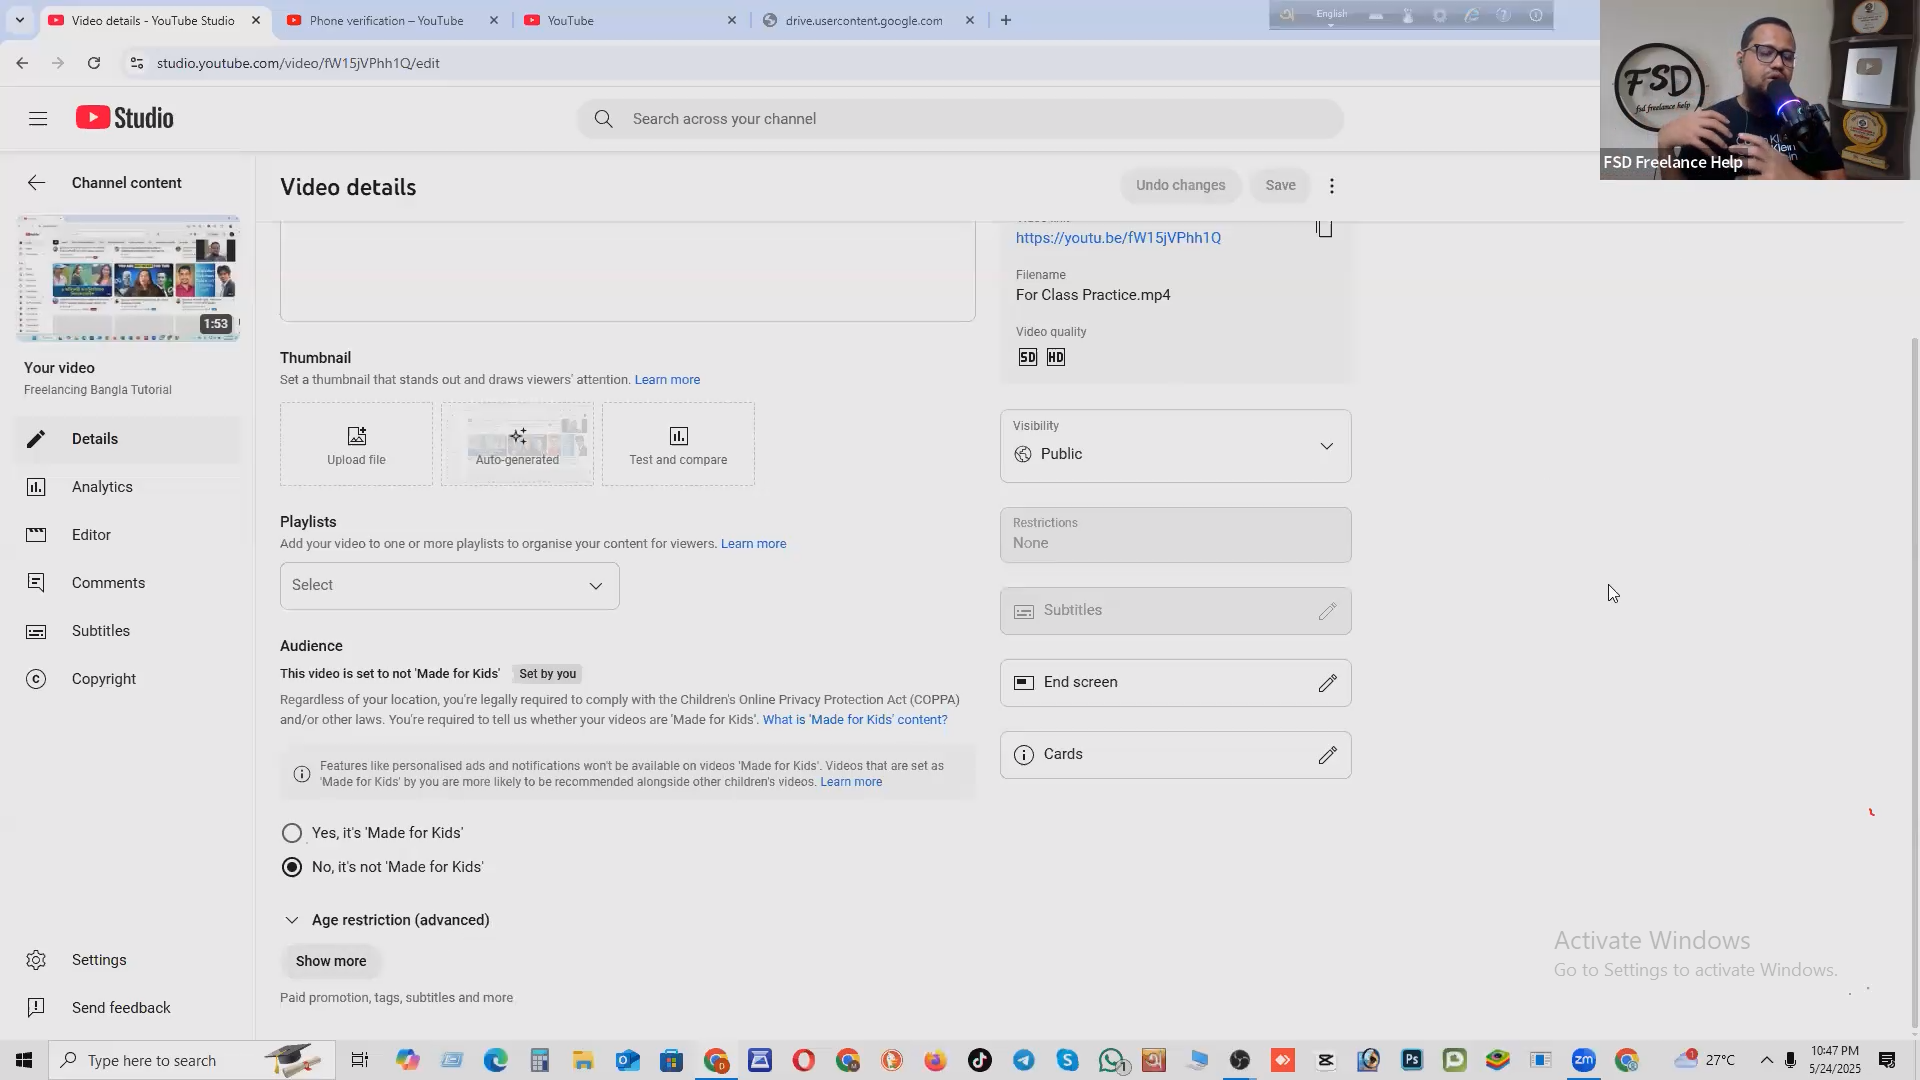 Video details - YouTube Studio
Phone verification – YouTube
YouTube
drive.usercontent.google.com
English
studio.youtube.com/video/fW15jVPhh1Q/edit
Studio
Search across your channel
FSD
fsd freelance help
FSD Freelance Help
Channel content
Video details
Undo changes
Save
1:53
Your video
Freelancing Bangla Tutorial
Details
Analytics
Editor
Comments
Subtitles
Copyright
Settings
Send feedback
Thumbnail
Set a thumbnail that stands out and draws viewers' attention. Learn more
Upload file
Auto-generated
Test and compare
Playlists
Add your video to one or more playlists to organise your content for viewers. Learn more
Select
Audience
This video is set to not 'Made for Kids' Set by you
Regardless of your location, you're legally required to comply with the Children's Online Privacy Protection Act (COPPA)
and/or other laws. You're required to tell us whether your videos are 'Made for Kids'. What is 'Made for Kids' content?
Features like personalised ads and notifications won't be available on videos 'Made for Kids'. Videos that are set as
'Made for Kids' by you are more likely to be recommended alongside other children's videos. Learn more
Yes, it's 'Made for Kids'
No, it's not 'Made for Kids'
Age restriction (advanced)
Show more
Paid promotion, tags, subtitles and more
https://youtu.be/fW15jVPhh1Q
Filename
For Class Practice.mp4
Video quality
SD HD
Visibility
Public
Restrictions
None
Subtitles
End screen
Cards
Activate Windows
Go to Settings to activate Windows.
Type here to search
27°C
10:47 PM
5/24/2025